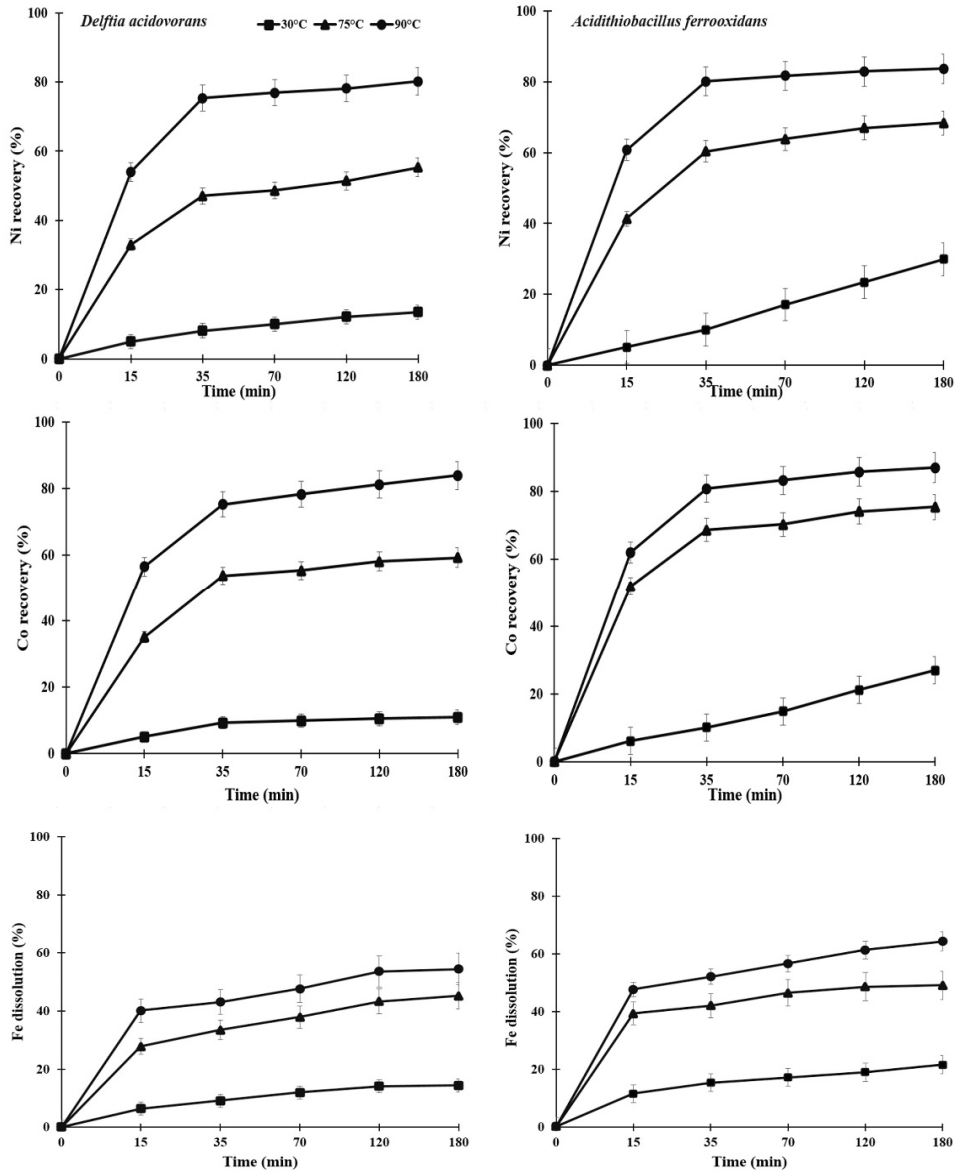 Delftia acidovorans
30°C 75°C 90°C
Ni recovery (%)
100
80
60
40
20
0
0 15 35 70 120 180
Time (min)
Acidithiobacillus ferrooxidans
Ni recovery (%)
100
80
60
40
20
0
0 15 35 70 120 180
Time (min)
Co recovery (%)
100
80
60
40
20
0
0 15 35 70 120 180
Time (min)
Co recovery (%)
100
80
60
40
20
0
0 15 35 70 120 180
Time (min)
Fe dissolution (%)
100
80
60
40
20
0
0 15 35 70 120 180
Time (min)
Fe dissolution (%)
100
80
60
40
20
0
0 15 35 70 120 180
Time (min)